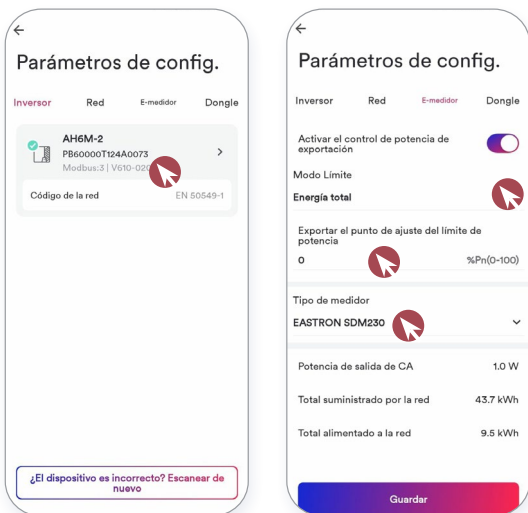 Parámetros de config.
Inversor Red E-medidor Dongle
AH6M-2
PB60000T124A0073
Modbus:3 | V610-020
Código de la red EN 50549-1
¿El dispositivo es incorrecto? Escanear de
nuevo
Parámetros de config.
Inversor Red E-medidor Dongle
Activar el control de potencia de
exportación
Modo Límite
Energía total
Exportar el punto de ajuste del límite de
potencia
0 %Pn(0-100)
Tipo de medidor
EASTRON SDM230
Potencia de salida de CA 1.0 W
Total suministrado por la red 43.7 kWh
Total alimentado a la red 9.5 kWh
Guardar